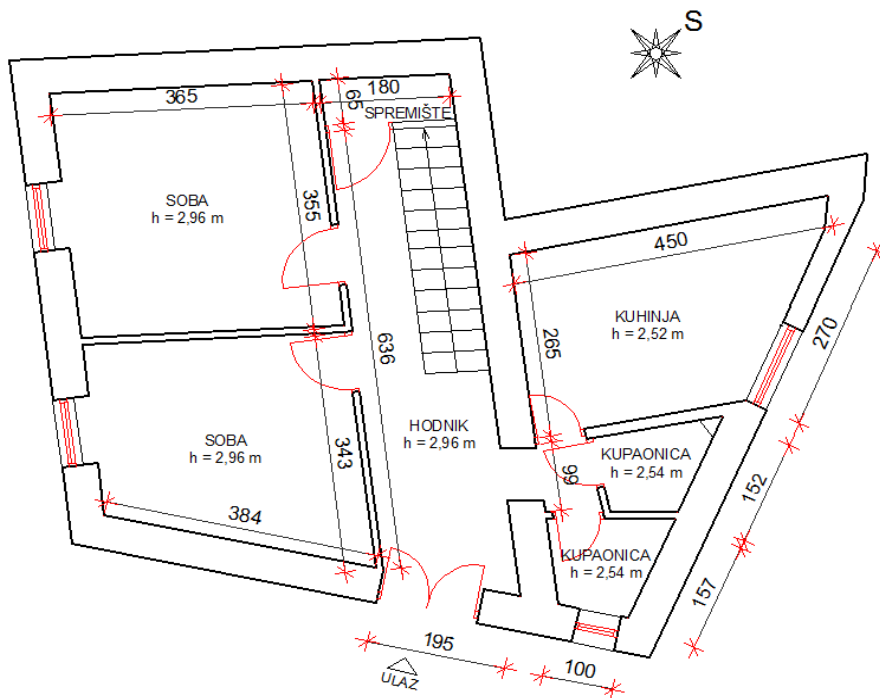 S
365
180
65
SPREMIŠTE
SOBA
h = 2,96 m
355
450
KUHINJA
h = 2,52 m
270
265
636
HODNIK
h = 2,96 m
SOBA
h = 2,96 m
343
384
KUPAONICA
h = 2,54 m
99
152
KUPAONICA
h = 2,54 m
157
195
100
ULAZ